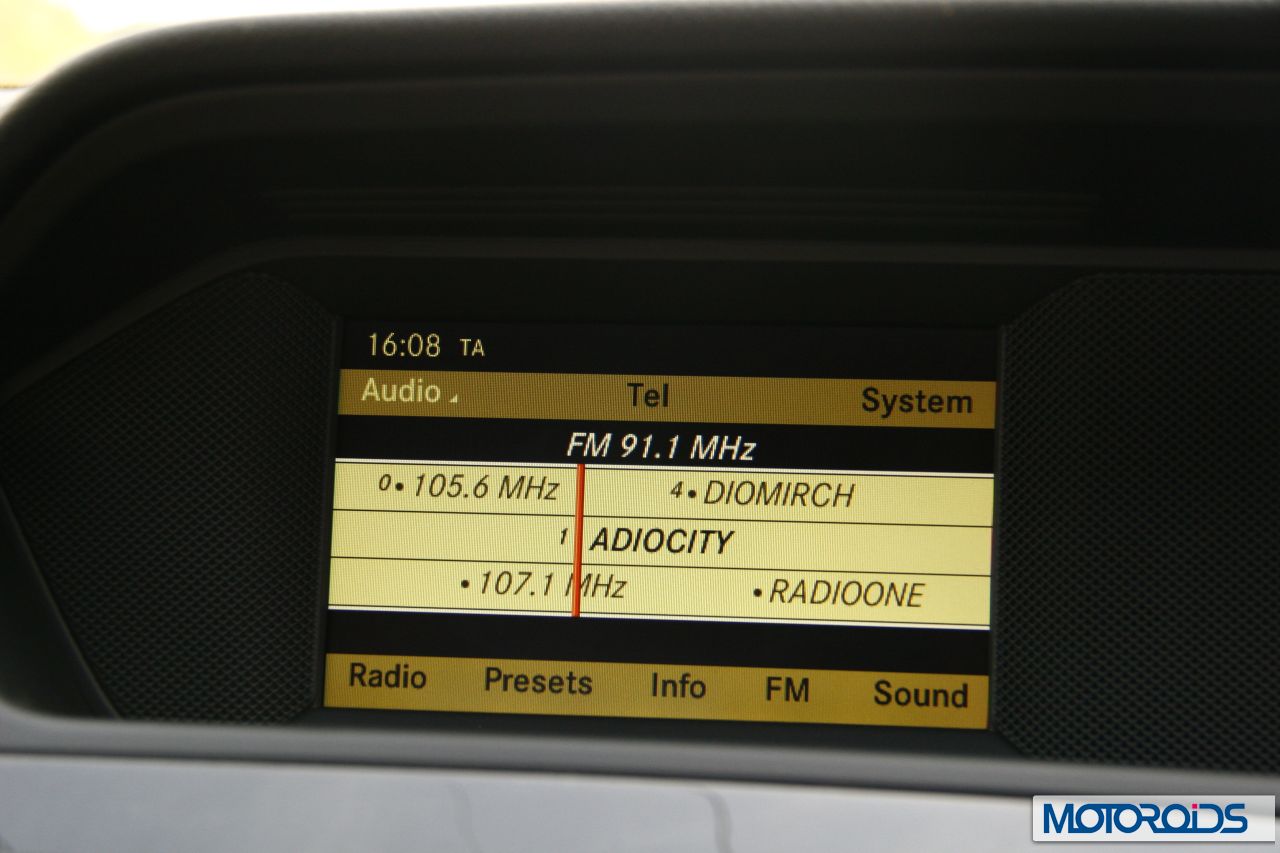 16:08 TA
Audio Tel System
FM 91.1 MHz
0• 105.6 MHz 4• DIOMIRCH
1 ADIOCITY
• 107.1 MHz • RADIOONE
Radio Presets Info FM Sound
MOTOROiDS